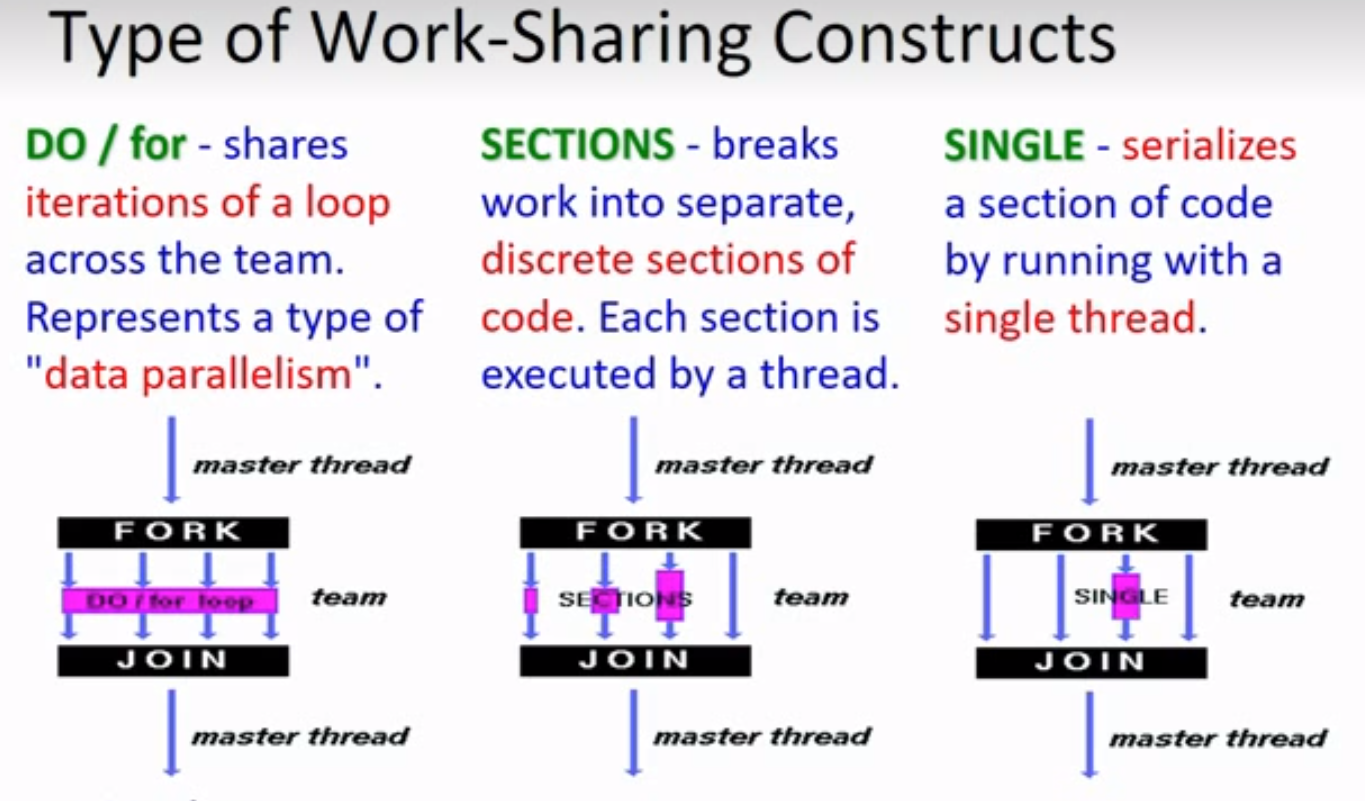 Type of Work-Sharing Constructs
DO / for - shares
iterations of a loop
across the team.
Represents a type of
"data parallelism".
master thread
FORK
DO / for loop
team
JOIN
master thread
SECTIONS - breaks
work into separate,
discrete sections of
code. Each section is
executed by a thread.
master thread
FORK
SECTIONS
team
JOIN
master thread
SINGLE - serializes
a section of code
by running with a
single thread.
master thread
FORK
SINGLE
team
JOIN
master thread